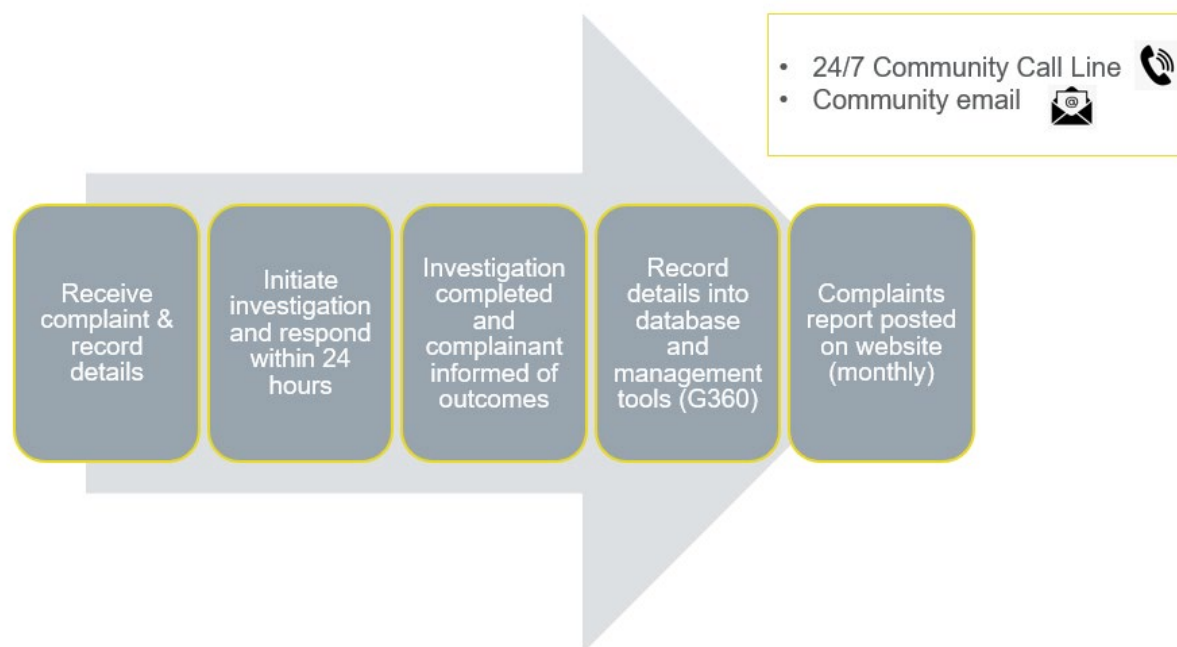 • 24/7 Community Call Line
• Community email
@
Receive
complaint &
record
details
Initiate
investigation
and respond
within 24
hours
Investigation
completed
and
complainant
informed of
outcomes
Record
details into
database
and
management
tools (G360)
Complaints
report posted
on website
(monthly)